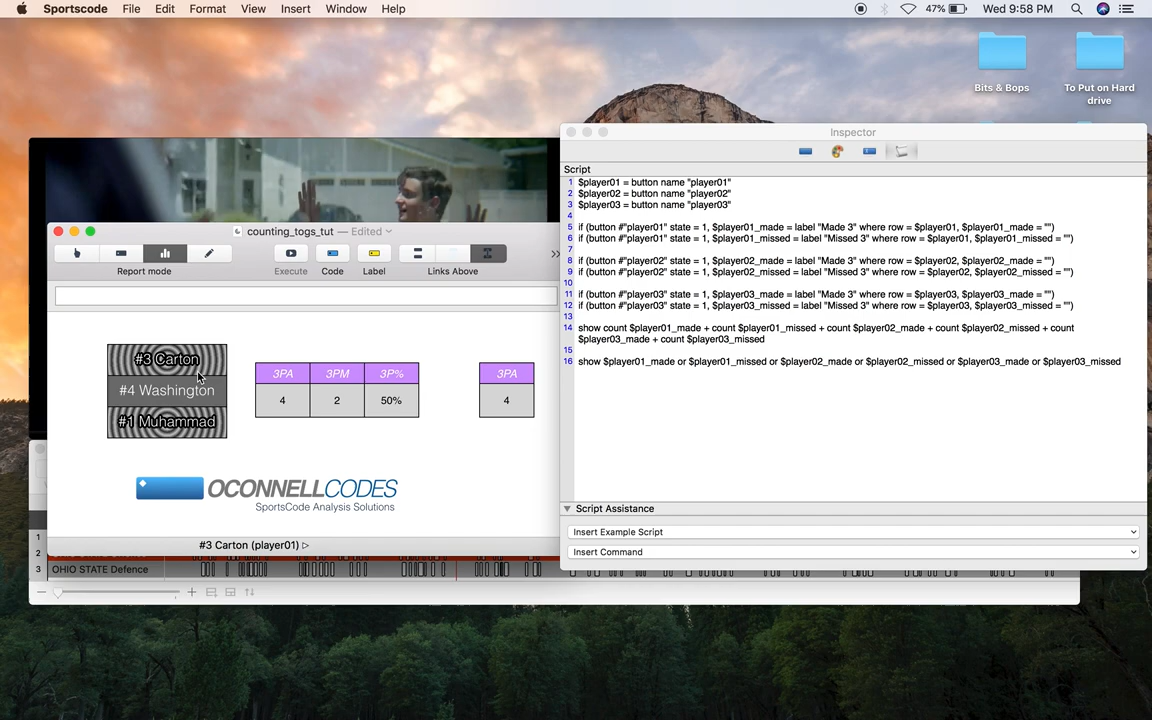 Sportscode File Edit Format View Insert Window Help 47% Wed 9:58 PM
Bits & Bops
To Put on Hard
drive
Inspector
Script
1 $player01 = button name "player01"
2 $player02 = button name "player02"
3 $player03 = button name "player03"
4
5 if (button #"player01" state = 1, $player01_made = label "Made 3" where row = $player01, $player01_made = "")
6 if (button #"player01" state = 1, $player01_missed = label "Missed 3" where row = $player01, $player01_missed = "")
7
8 if (button #"player02" state = 1, $player02_made = label "Made 3" where row = $player02, $player02_made = "")
9 if (button #"player02" state = 1, $player02_missed = label "Missed 3" where row = $player02, $player02_missed = "")
10
11 if (button #"player03" state = 1, $player03_made = label "Made 3" where row = $player03, $player03_made = "")
12 if (button #"player03" state = 1, $player03_missed = label "Missed 3" where row = $player03, $player03_missed = "")
13
14 show count $player01_made + count $player01_missed + count $player02_made + count $player02_missed + count
$player03_made + count $player03_missed
15
16 show $player01_made or $player01_missed or $player02_made or $player02_missed or $player03_made or $player03_missed
Script Assistance
Insert Example Script
Insert Command
counting_togs_tut — Edited
Report mode Execute Code Label Links Above
#3 Carton
#4 Washington
#1 Muhammad
3PA 3PM 3P% 3PA
4 2 50% 4
OCONNELLCODES
SportsCode Analysis Solutions
#3 Carton (player01)
1
2
3 OHIO STATE Defence